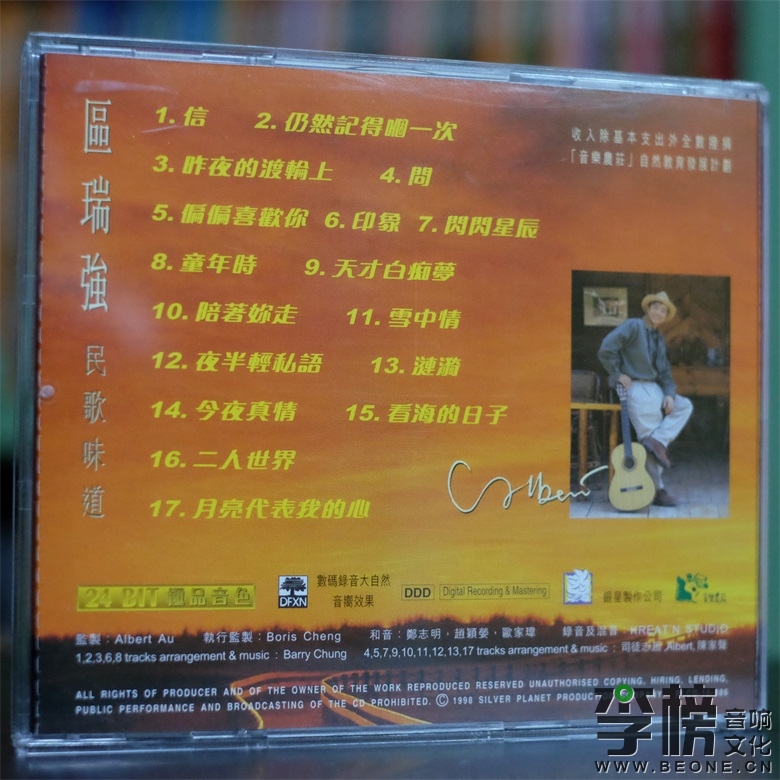 區瑞強
民歌味道
1. 信 2. 仍然記得嗰一次
3. 昨夜的渡輪上 4. 問
5. 偏偏喜歡你 6. 印象 7. 閃閃星辰
8. 童年時 9. 天才白痴夢
10. 陪著妳走 11. 雪中情
12. 夜半輕私語 13. 漣漪
14. 今夜真情 15. 看海的日子
16. 二人世界
17. 月亮代表我的心
收入除基本支出外全數撥捐
「音樂農莊」自然教育發展計劃
Albert
24 BIT 極品音色
DFXN
數碼錄音大自然
音嚮效果
DDD
Digital Recording & Mastering
銀星製作公司
監製：Albert Au 執行監製：Boris Cheng 和音：鄭志明，趙穎嫈，歐家瑋 錄音及混音：KREAT'N STUDIO
1,2,3,6,8 tracks arrangement & music : Barry Chung 4,5,7,9,10,11,12,13,17 tracks arrangement & music : 司徒 Albert, 陳家聲
ALL RIGHTS OF PRODUCER AND OF THE OWNER OF THE WORK REPRODUCED RESERVED UNAUTHORISED COPYING. HIRING. LENDING.
PUBLIC PERFORMANCE AND BROADCASTING OF THE CD PROHIBITED. © 1998 SILVER PLANET
李榜音响文化
WWW.BEONE.CN